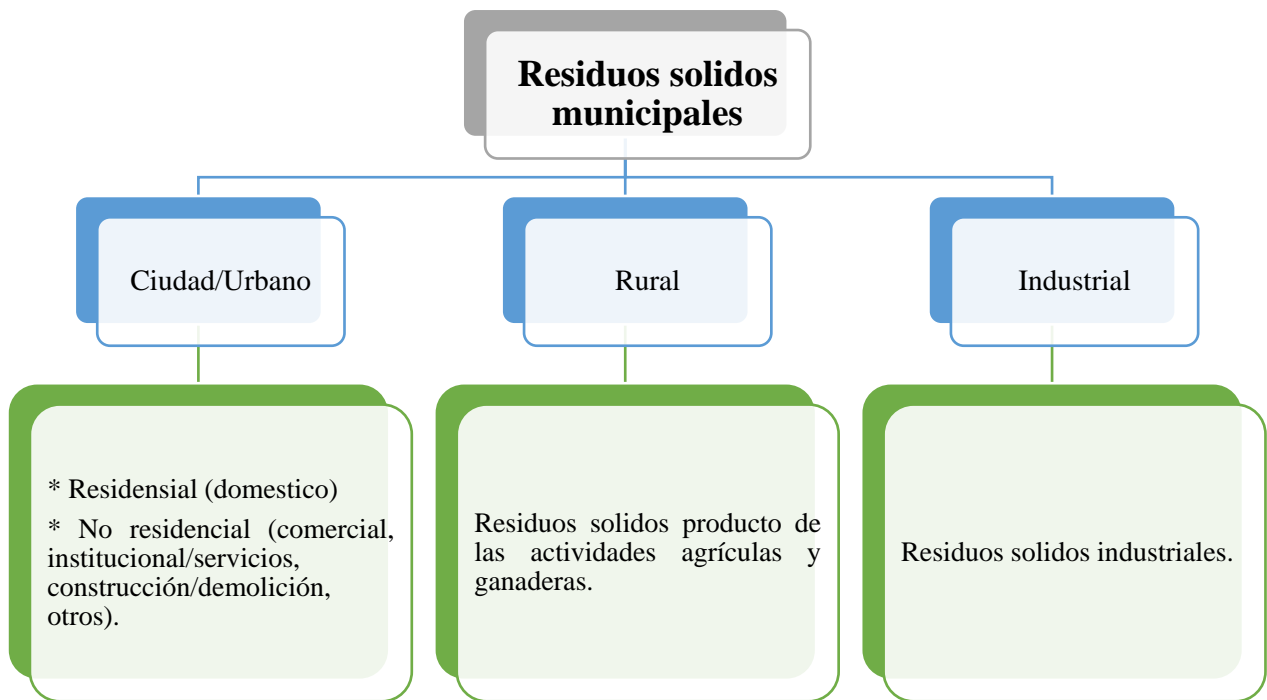 Residuos solidos
municipales
Ciudad/Urbano
Rural
Industrial
* Residensial (domestico)
* No residencial (comercial,
institucional/servicios,
construcción/demolición,
otros).
Residuos solidos producto de
las actividades agrículas y
ganaderas.
Residuos solidos industriales.